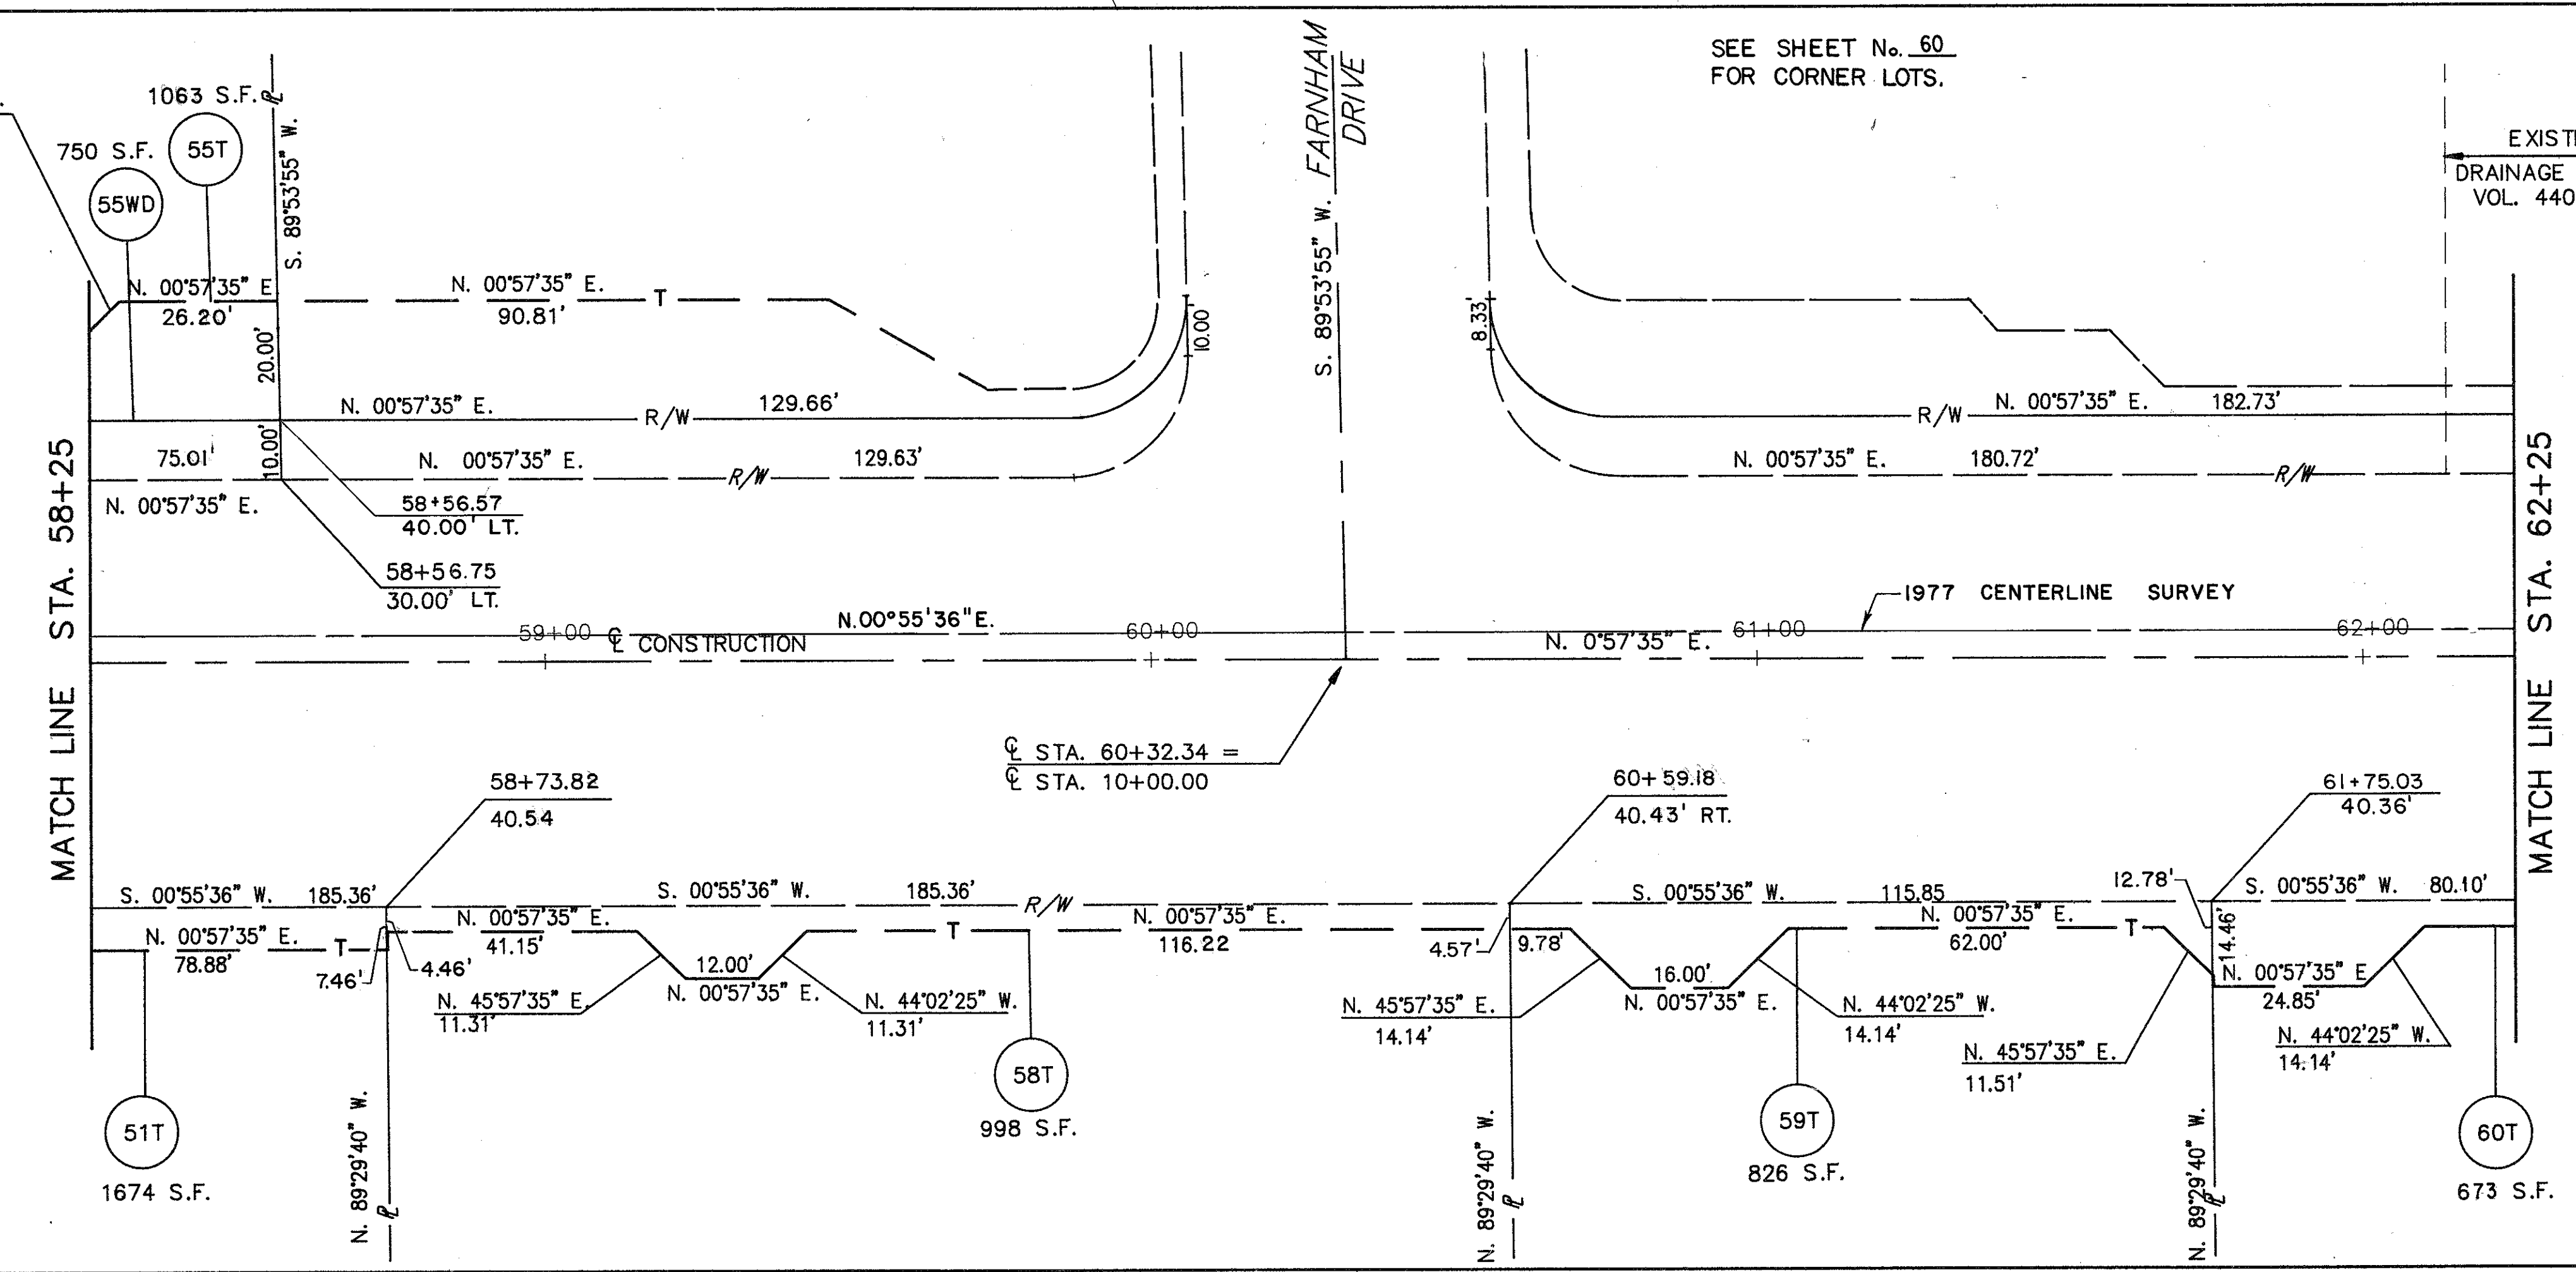 SEE SHEET No. 60
FOR CORNER LOTS.
FARNHAM
DRIVE
S. 89°53'55" W.
1063 S.F.
55T
750 S.F.
55WD
S. 89°53'55" W.
EXISTI
DRAINAGE
VOL. 440
N. 00°57'35" E
26.20'
N. 00°57'35" E.
T
90.81'
20.00'
10.00'
10.00'
8.33'
N. 00°57'35" E.
R/W
129.66'
R/W
N. 00°57'35" E.
182.73'
75.01'
N. 00°57'35" E.
N. 00°57'35" E.
R/W
129.63'
N. 00°57'35" E.
180.72'
R/W
58+56.57
40.00' LT.
58+56.75
30.00' LT.
MATCH LINE STA. 58+25
MATCH LINE STA. 62+25
1977 CENTERLINE SURVEY
N.00°55'36"E.
59+00
℄ CONSTRUCTION
60+00
N. 0°57'35" E.
61+00
62+00
℄ STA. 60+32.34 =
℄ STA. 10+00.00
58+73.82
40.54
60+59.18
40.43' RT.
61+75.03
40.36'
S. 00°55'36" W.
185.36'
S. 00°55'36" W.
185.36'
R/W
S. 00°55'36" W.
115.85
12.78'
S. 00°55'36" W.
80.10'
N. 00°57'35" E.
78.88'
T
7.46'
4.46'
N. 00°57'35" E.
41.15'
12.00'
N. 00°57'35" E.
N. 45°57'35" E.
11.31'
N. 44°02'25" W.
11.31'
T
N. 00°57'35" E.
116.22
4.57'
9.78'
16.00'
N. 00°57'35" E.
N. 45°57'35" E.
14.14'
N. 44°02'25" W.
14.14'
N. 00°57'35" E.
62.00'
T
14.46'
N. 45°57'35" E.
11.51'
N. 00°57'35" E
24.85'
N. 44°02'25" W.
14.14'
51T
1674 S.F.
N. 89°29'40" W.
58T
998 S.F.
N. 89°29'40" W.
59T
826 S.F.
N. 89°29'40" W.
60T
673 S.F.